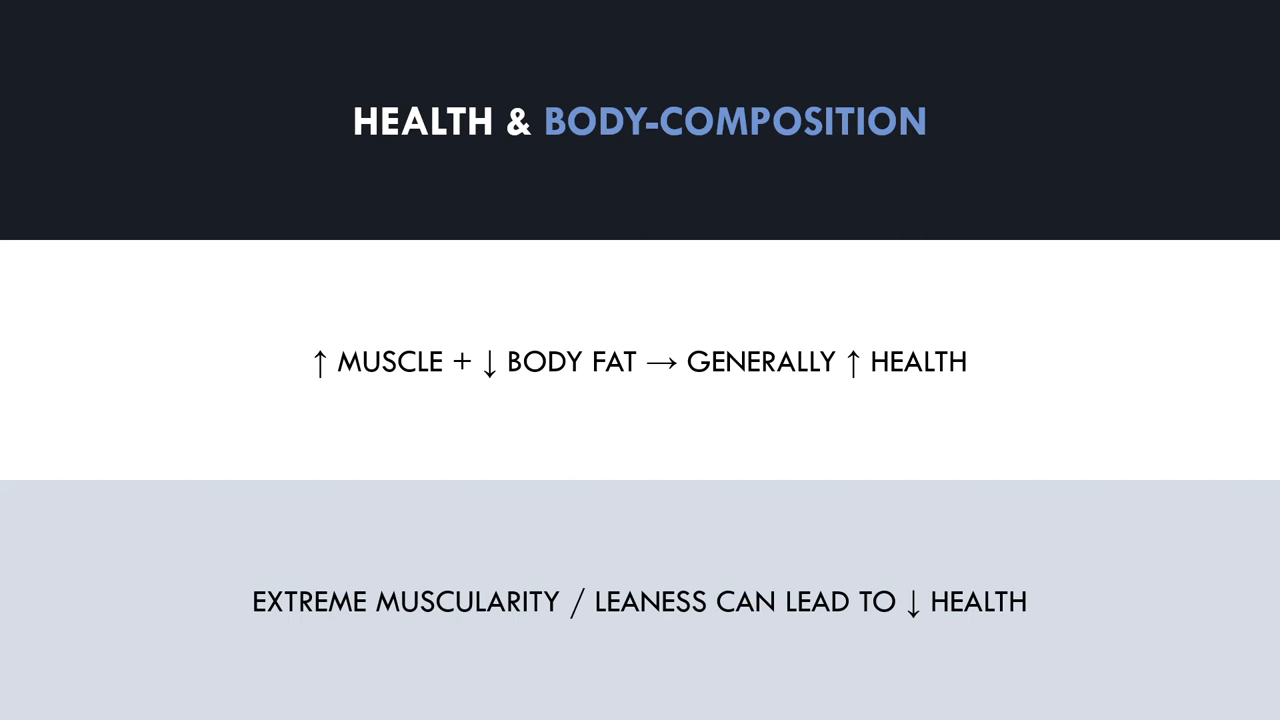 HEALTH & BODY-COMPOSITION
↑ MUSCLE + ↓ BODY FAT → GENERALLY ↑ HEALTH
EXTREME MUSCULARITY / LEANESS CAN LEAD TO ↓ HEALTH